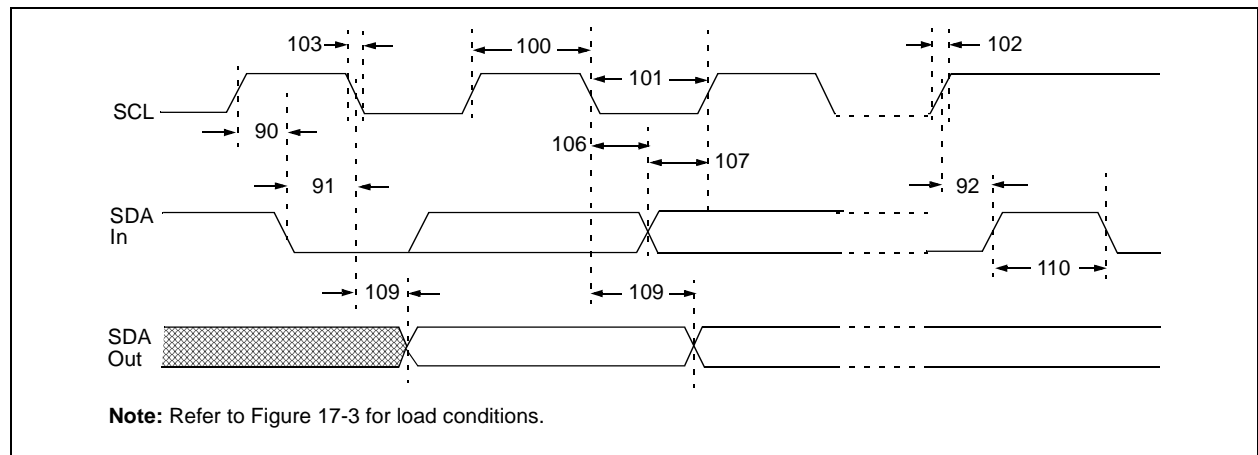 103
100
101
102
SCL
90
106
107
91
92
SDA
In
110
109
109
SDA
Out
Note: Refer to Figure 17-3 for load conditions.